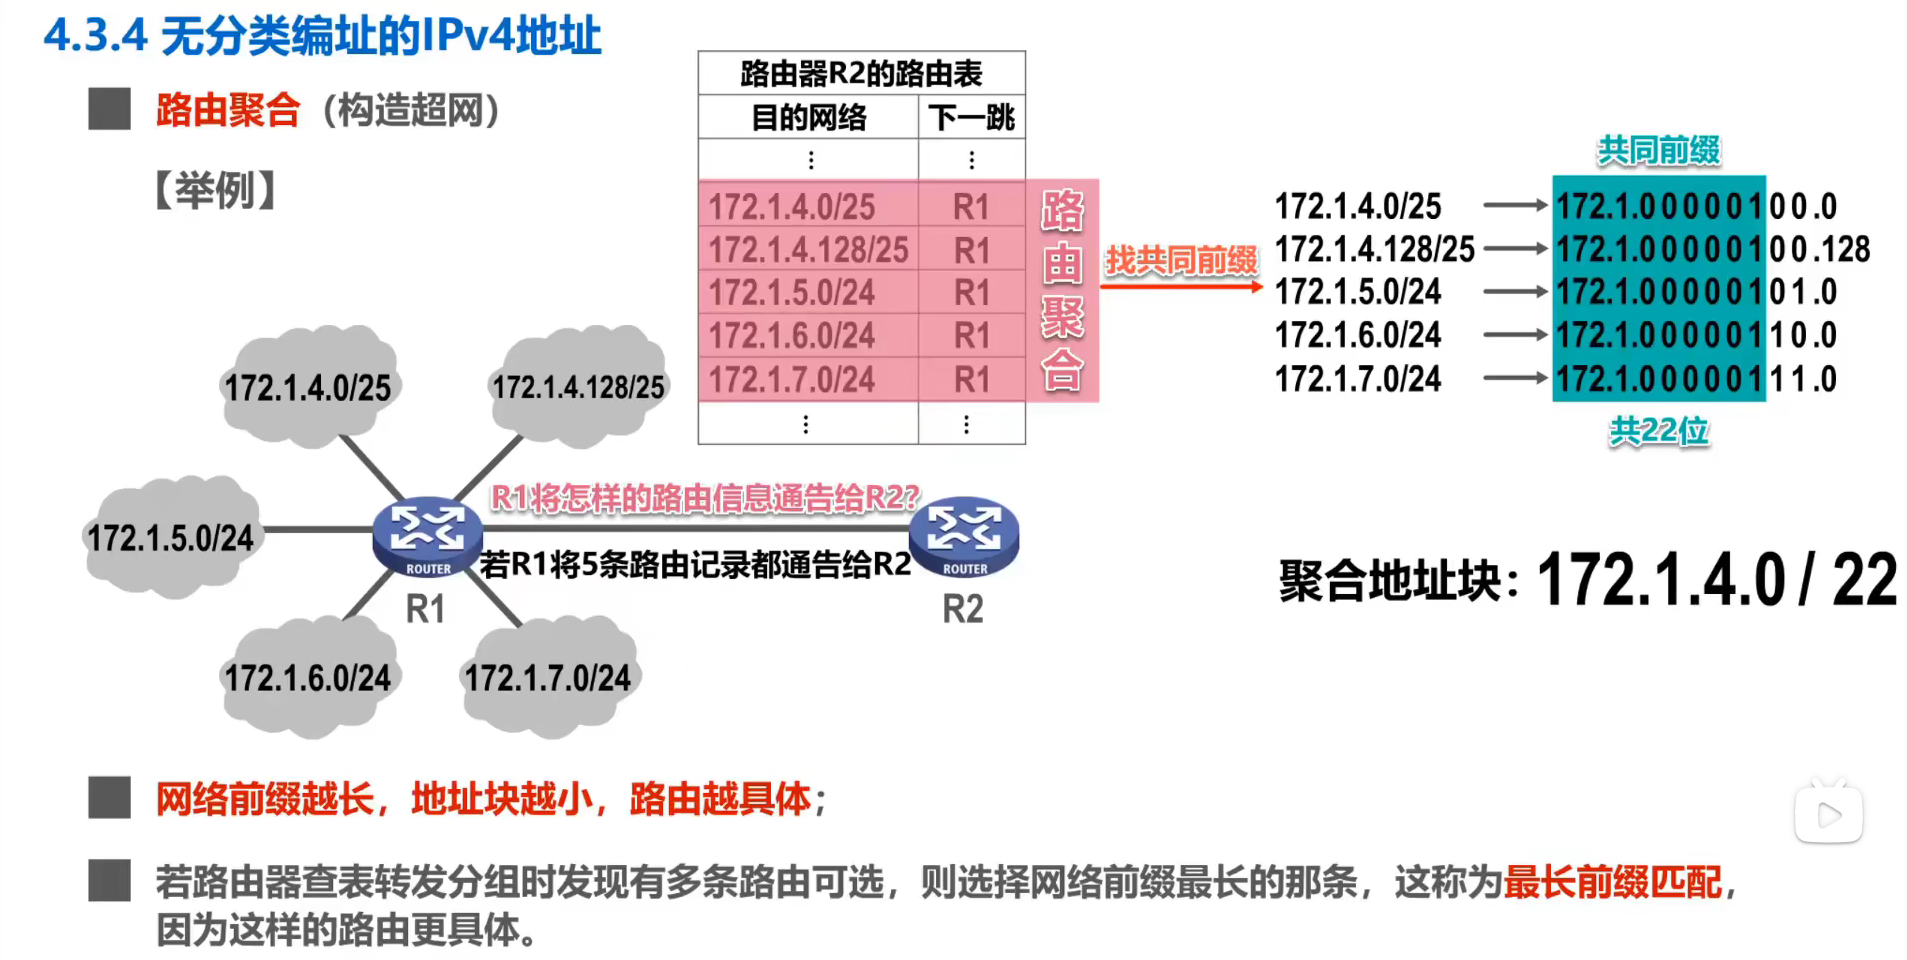 4.3.4 无分类编址的IPv4地址
路由聚合（构造超网）
【举例】
路由器R2的路由表
目的网络 下一跳
⋮ ⋮
172.1.4.0/25 R1
172.1.4.128/25 R1
172.1.5.0/24 R1
172.1.6.0/24 R1
172.1.7.0/24 R1
⋮ ⋮
路由聚合
找共同前缀
共同前缀
172.1.4.0/25 172.1.00000100.0
172.1.4.128/25 172.1.00000100.128
172.1.5.0/24 172.1.00000101.0
172.1.6.0/24 172.1.00000110.0
172.1.7.0/24 172.1.00000111.0
共22位
172.1.4.0/25
172.1.4.128/25
172.1.5.0/24
172.1.6.0/24
172.1.7.0/24
ROUTER
R1
R1将怎样的路由信息通告给R2?
若R1将5条路由记录都通告给R2
ROUTER
R2
聚合地址块：172.1.4.0 / 22
网络前缀越长，地址块越小，路由越具体；
若路由器查表转发分组时发现有多条路由可选，则选择网络前缀最长的那条，这称为最长前缀匹配，
因为这样的路由更具体。